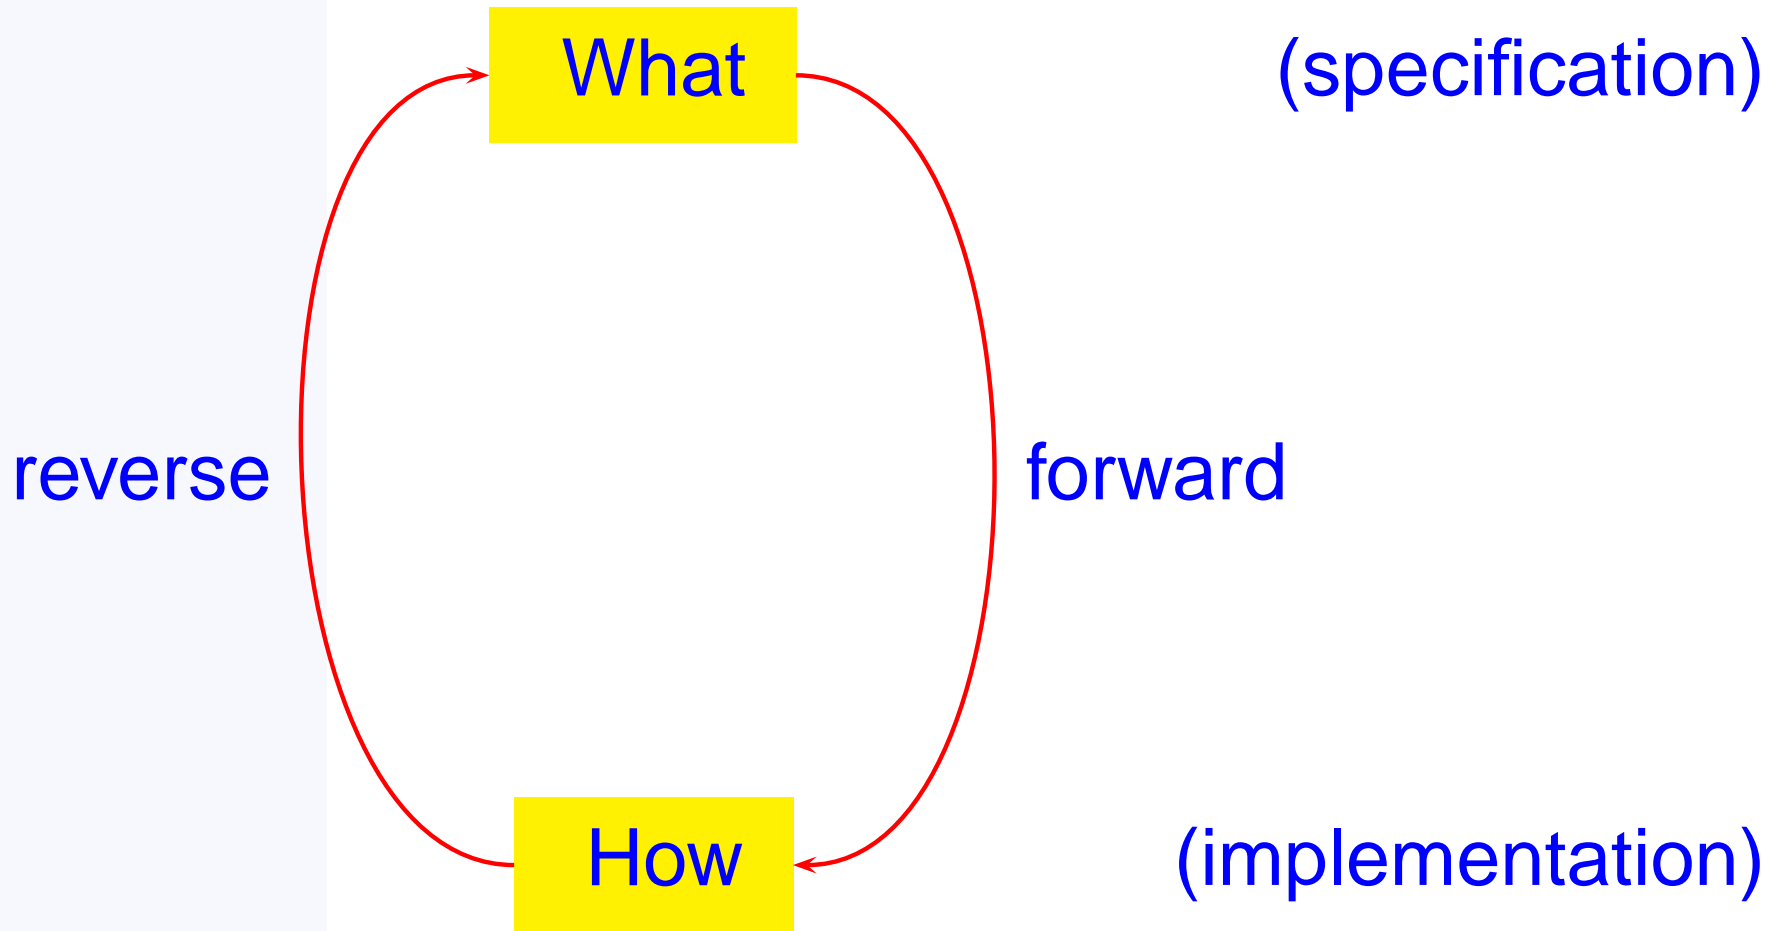 What (specification)
reverse forward
How (implementation)